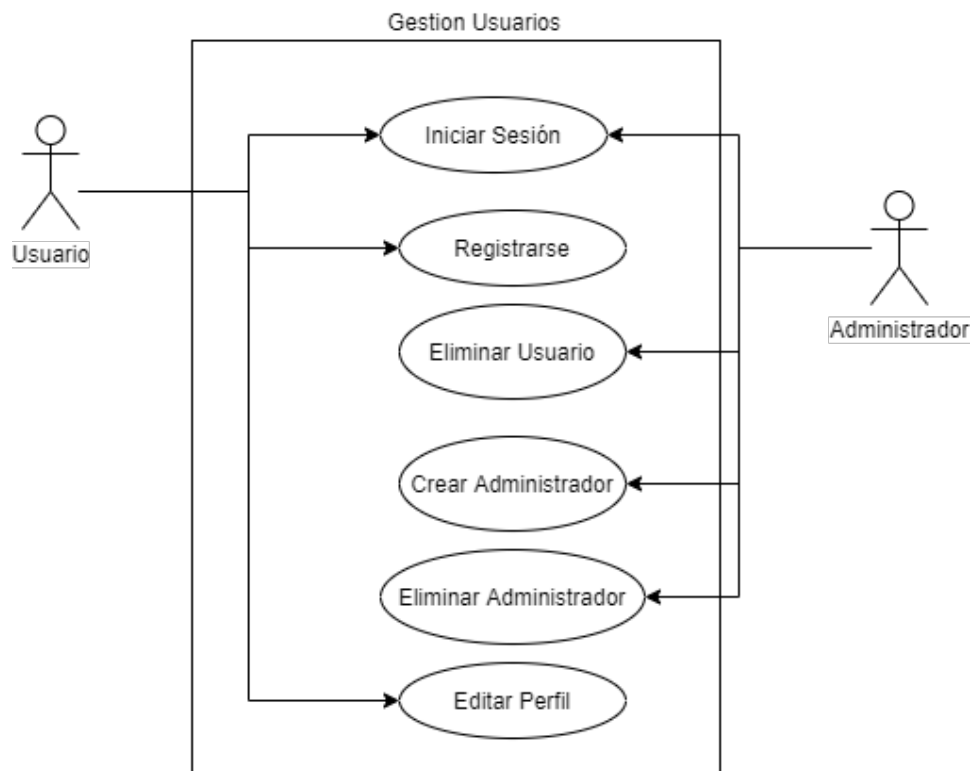 Gestion Usuarios
Iniciar Sesión
Usuario
Registrarse
Administrador
Eliminar Usuario
Crear Administrador
Eliminar Administrador
Editar Perfil